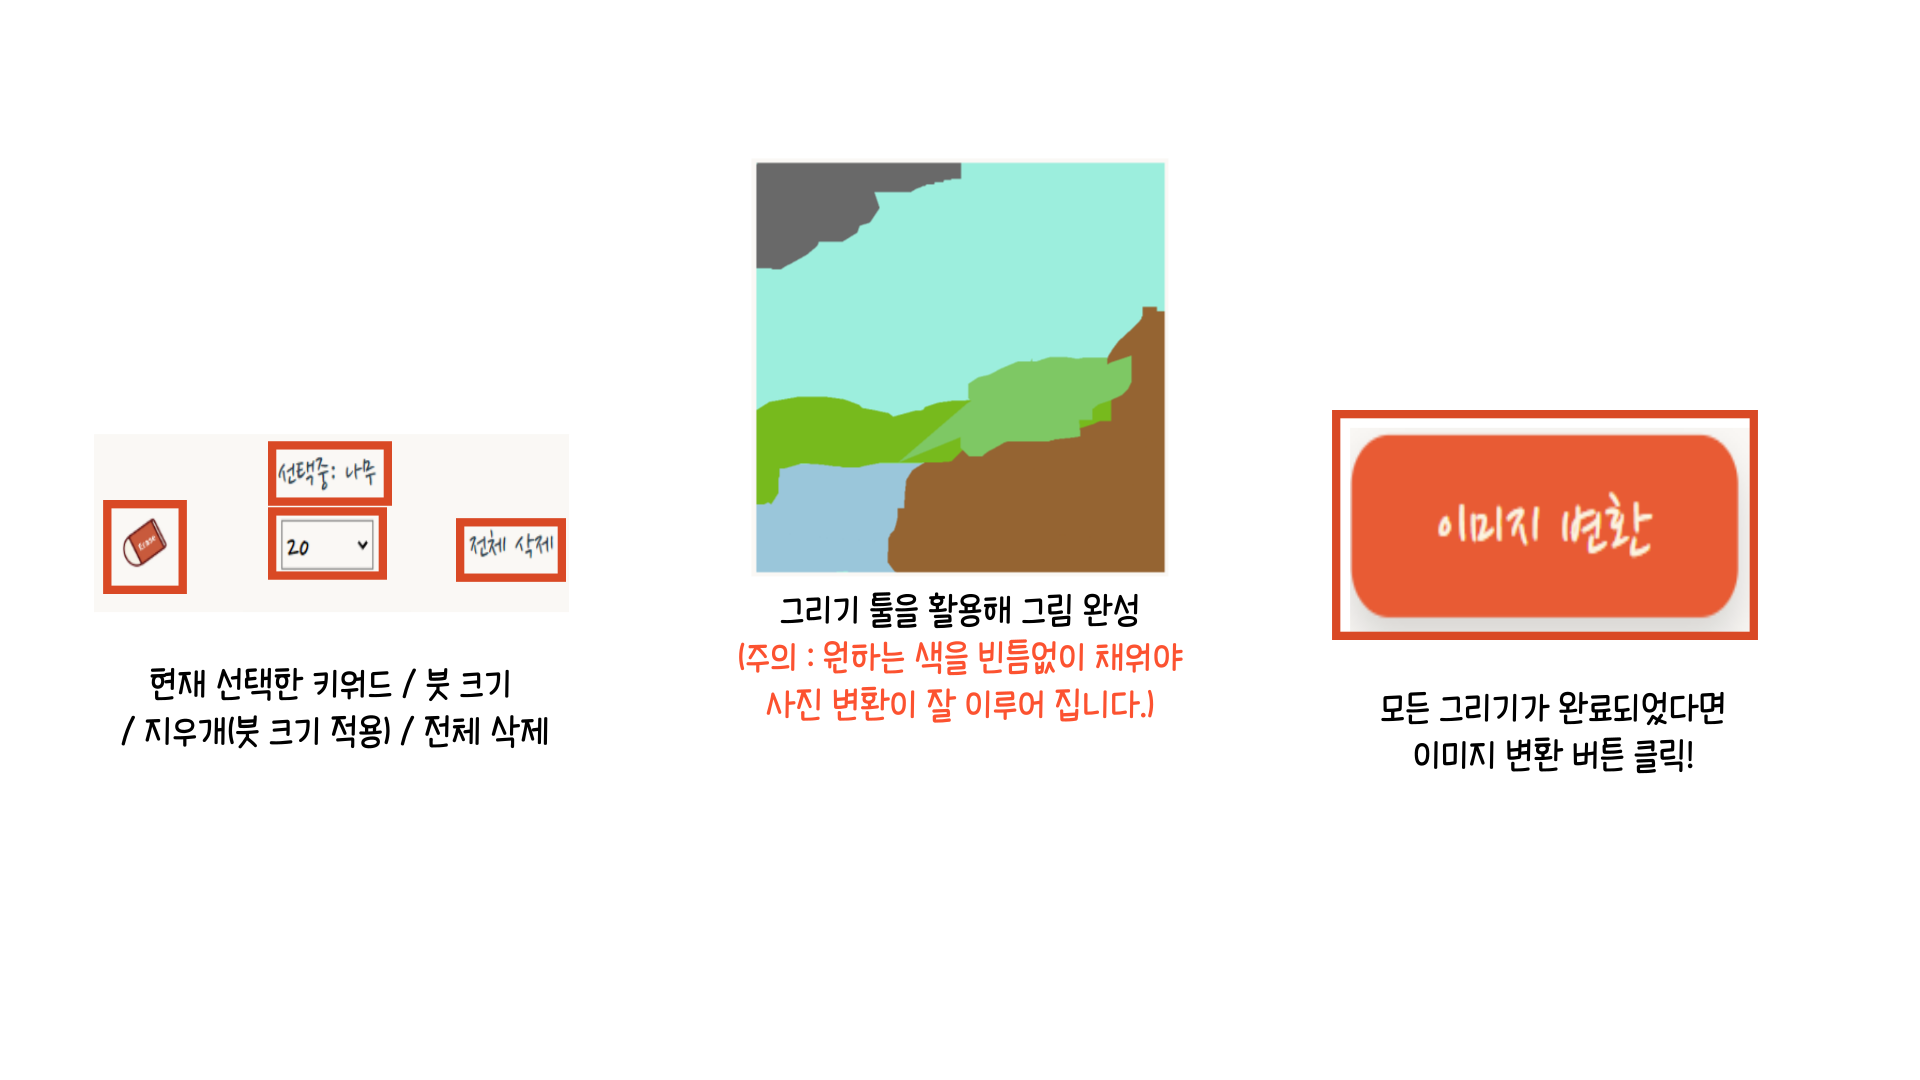 선택중: 나무
Erase
20
전체 삭제
현재 선택한 키워드 / 붓 크기
/ 지우개(붓 크기 적용) / 전체 삭제
그리기 툴을 활용해 그림 완성
(주의 : 원하는 색을 빈틈없이 채워야
사진 변환이 잘 이루어 집니다.)
이미지 변환
모든 그리기가 완료되었다면
이미지 변환 버튼 클릭!